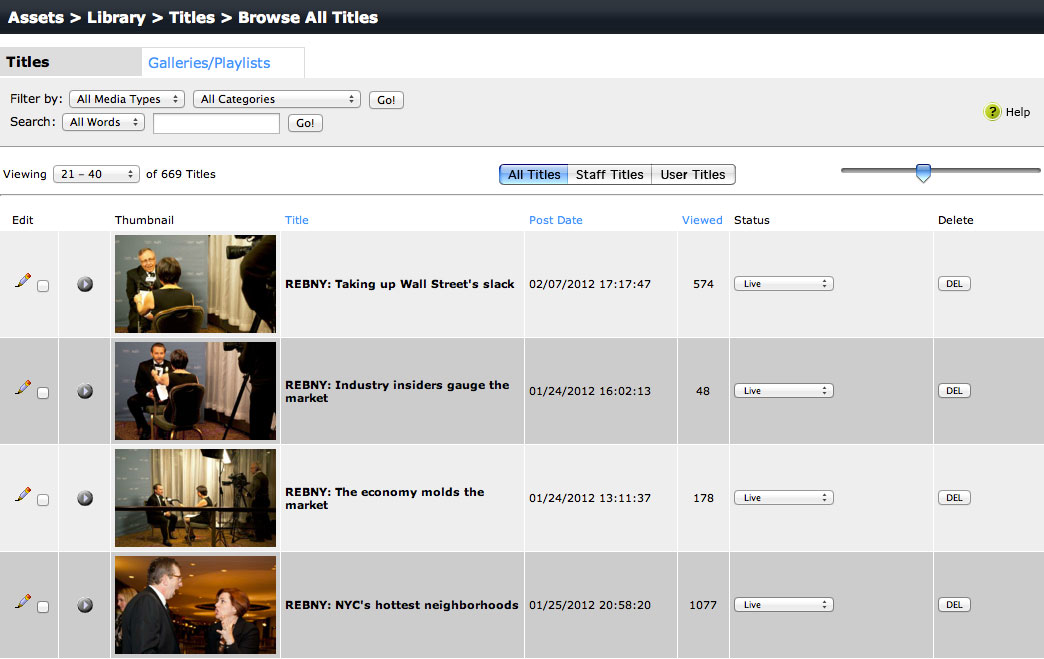 Assets > Library > Titles > Browse All Titles
Titles Galleries/Playlists
Filter by: All Media Types All Categories Go!
Search: All Words Go!
? Help
Viewing 21 – 40 of 669 Titles All Titles Staff Titles User Titles
Edit Thumbnail Title Post Date Viewed Status Delete
REBNY: Taking up Wall Street's slack 02/07/2012 17:17:47 574 Live DEL
REBNY: Industry insiders gauge the
market 01/24/2012 16:02:13 48 Live DEL
REBNY: The economy molds the
market 01/24/2012 13:11:37 178 Live DEL
REBNY: NYC's hottest neighborhoods 01/25/2012 20:58:20 1077 Live DEL